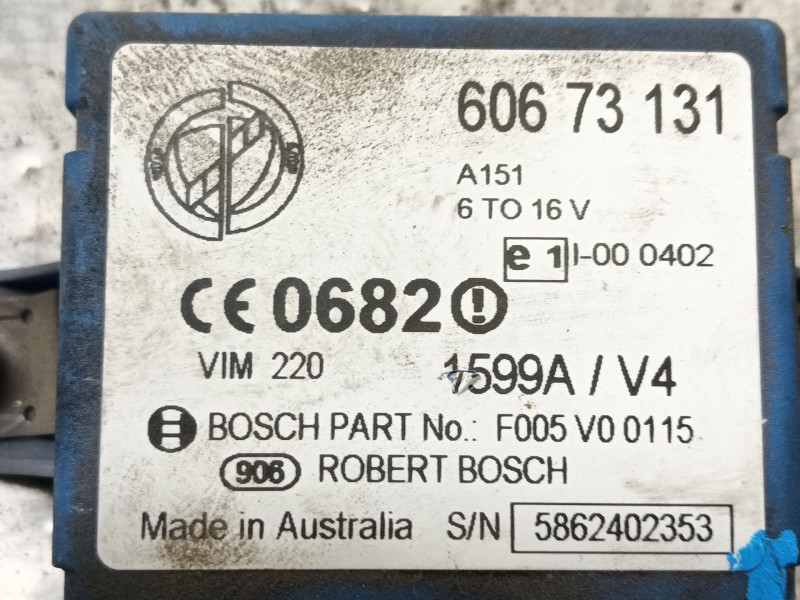 606 73 131
A151
6 TO 16 V
e 1 I-00 0402
CE 0682 !
VIM 220 1599A / V4
BOSCH PART No.: F005 V0 0115
906 ROBERT BOSCH
Made in Australia S/N 5862402353